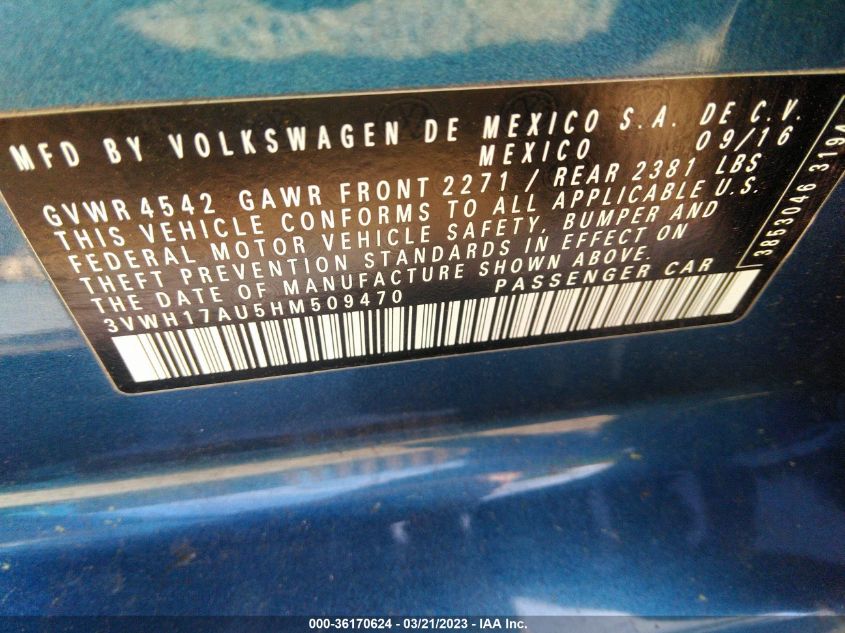 MFD BY VOLKSWAGEN DE MEXICO S.A. DE C.V.
MEXICO 09/16
GVWR 4542 GAWR FRONT 2271 / REAR 2381 LBS
THIS VEHICLE CONFORMS TO ALL APPLICABLE U.S.
FEDERAL MOTOR VEHICLE SAFETY, BUMPER AND
THEFT PREVENTION STANDARDS IN EFFECT ON
THE DATE OF MANUFACTURE SHOWN ABOVE.
3VWH17AU5HM509470 PASSENGER CAR
3853046 3194
000-36170624 - 03/21/2023 - IAA Inc.